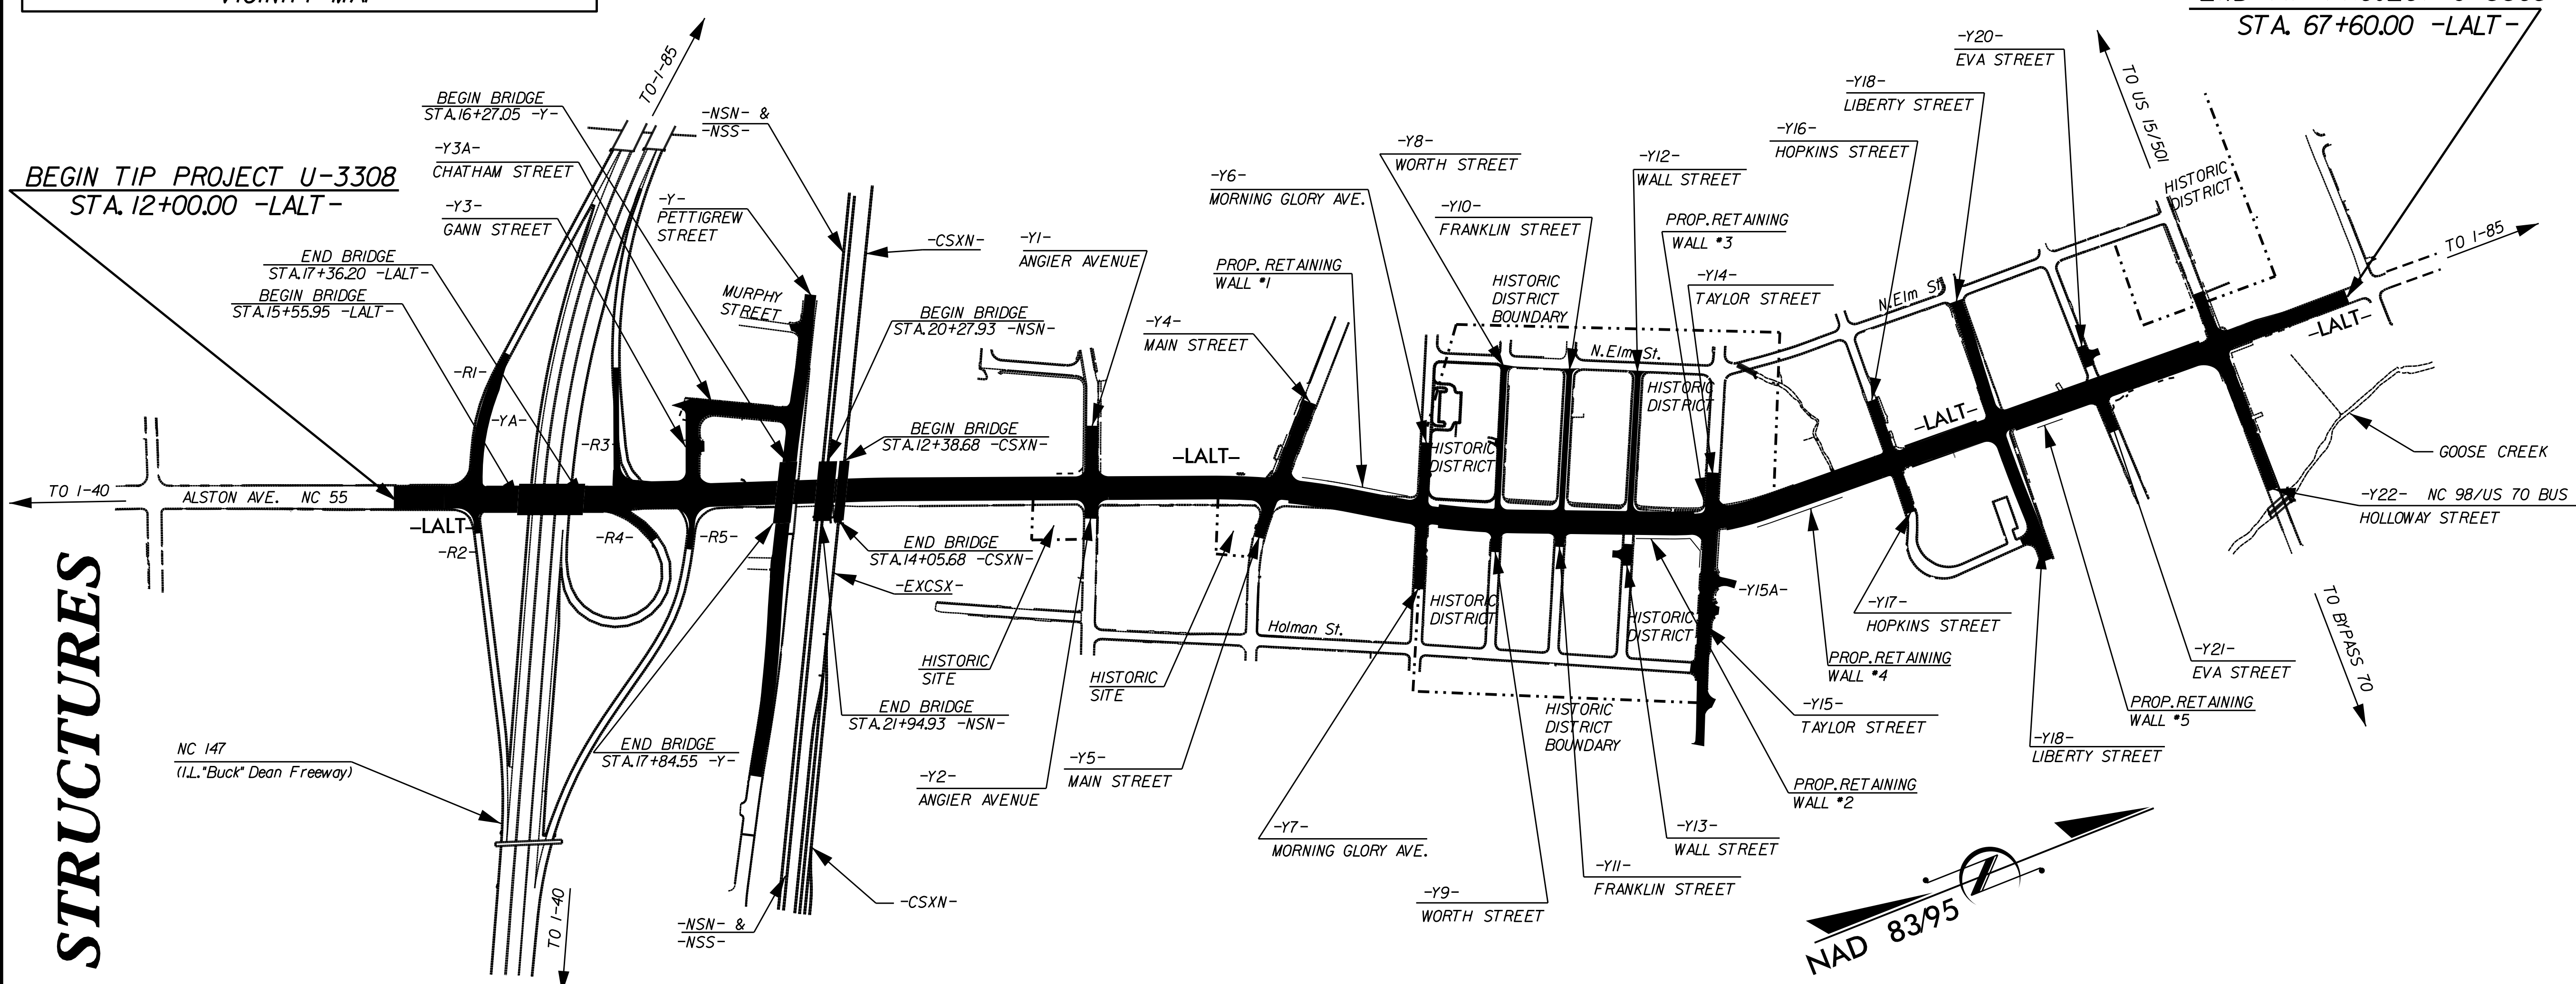 STA. 67+60.00 -LALT-
-Y20-
EVA STREET
TO US 15/501
-Y18-
LIBERTY STREET
TO I-85
BEGIN BRIDGE
STA.16+27.05 -Y-
-NSN- &
-NSS-
-Y16-
HOPKINS STREET
-Y8-
WORTH STREET
-Y12-
WALL STREET
-Y3A-
CHATHAM STREET
BEGIN TIP PROJECT U-3308
STA. 12+00.00 -LALT-
-Y6-
MORNING GLORY AVE.
HISTORIC
DISTRICT
-Y3-
GANN STREET
-Y-
PETTIGREW
STREET
-Y10-
FRANKLIN STREET
PROP. RETAINING
WALL #3
-CSXN-
-Y1-
ANGIER AVENUE
TO I-85
END BRIDGE
STA.17+36.20 -LALT-
BEGIN BRIDGE
STA.15+55.95 -LALT-
PROP. RETAINING
WALL #1
-Y14-
TAYLOR STREET
MURPHY
STREET
HISTORIC
DISTRICT
BOUNDARY
N.Elm St.
BEGIN BRIDGE
STA.20+27.93 -NSN-
-Y4-
MAIN STREET
N.Elm St.
-LALT-
-R1-
HISTORIC
DISTRICT
-YA-
-R3-
BEGIN BRIDGE
STA.12+38.68 -CSXN-
-LALT-
-LALT-
HISTORIC
DISTRICT
GOOSE CREEK
TO I-40
ALSTON AVE. NC 55
-LALT-
-R2-
-R4-
-R5-
-Y22- NC 98/US 70 BUS
HOLLOWAY STREET
END BRIDGE
STA.14+05.68 -CSXN-
-EXCSX-
-Y15A-
HISTORIC
DISTRICT
HISTORIC
DISTRICT
-Y17-
HOPKINS STREET
TO BYPASS 70
Holman St.
HISTORIC
SITE
HISTORIC
SITE
PROP. RETAINING
WALL #4
-Y21-
EVA STREET
END BRIDGE
STA.21+94.93 -NSN-
HISTORIC
DISTRICT
BOUNDARY
-Y15-
TAYLOR STREET
PROP. RETAINING
WALL #5
NC 147
(I.L."Buck" Dean Freeway)
END BRIDGE
STA.17+84.55 -Y-
-Y18-
LIBERTY STREET
-Y5-
MAIN STREET
-Y2-
ANGIER AVENUE
PROP. RETAINING
WALL #2
-Y7-
MORNING GLORY AVE.
-Y13-
WALL STREET
-Y11-
FRANKLIN STREET
-Y9-
WORTH STREET
-CSXN-
TO I-40
-NSN- &
-NSS-
NAD 83/95
STRUCTURES